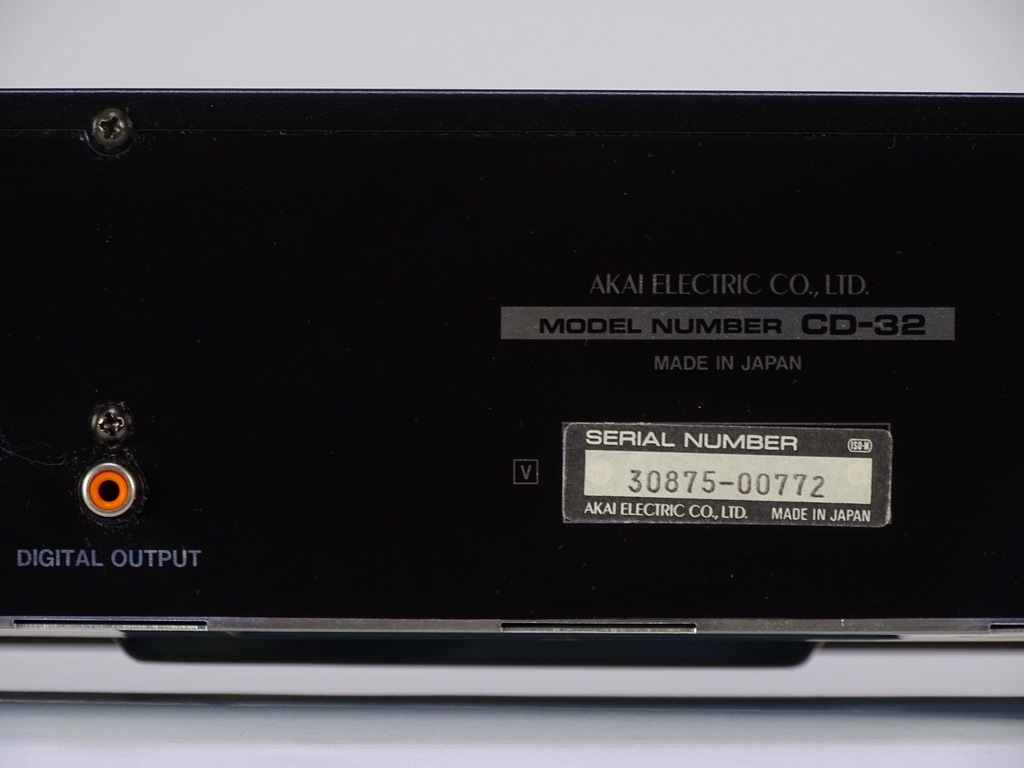 AKAI ELECTRIC CO., LTD.
MODEL NUMBER CD-32
MADE IN JAPAN
SERIAL NUMBER
V
30875-00772
AKAI ELECTRIC CO., LTD. MADE IN JAPAN
DIGITAL OUTPUT